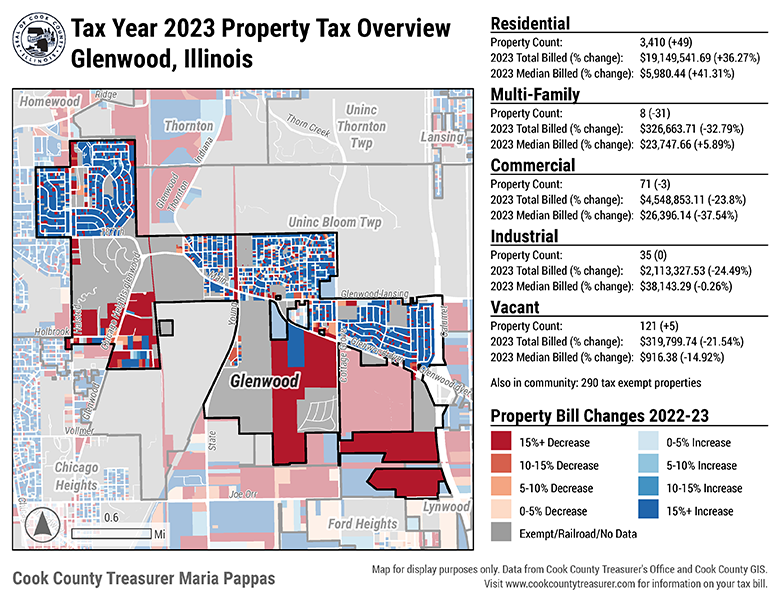 Tax Year 2023 Property Tax Overview
Glenwood, Illinois
Residential
Property Count: 3,410 (+49)
2023 Total Billed (% change): $19,149,541.69 (+36.27%)
2023 Median Billed (% change): $5,980.44 (+41.31%)
Multi-Family
Property Count: 8 (-31)
2023 Total Billed (% change): $326,663.71 (-32.79%)
2023 Median Billed (% change): $23,747.66 (+5.89%)
Commercial
Property Count: 71 (-3)
2023 Total Billed (% change): $4,548,853.11 (-23.8%)
2023 Median Billed (% change): $26,396.14 (-37.54%)
Industrial
Property Count: 35 (0)
2023 Total Billed (% change): $2,113,327.53 (-24.49%)
2023 Median Billed (% change): $38,143.29 (-0.26%)
Vacant
Property Count: 121 (+5)
2023 Total Billed (% change): $319,799.74 (-21.54%)
2023 Median Billed (% change): $916.38 (-14.92%)
Also in community: 290 tax exempt properties
Property Bill Changes 2022-23
15%+ Decrease
10-15% Decrease
5-10% Decrease
0-5% Decrease
Exempt/Railroad/No Data
0-5% Increase
5-10% Increase
10-15% Increase
15%+ Increase
Homewood
Ridge
Thornton
Indiana
Uninc
Thornton
Twp
Thorn Creek
Lansing
Glenwood
Thornton
Uninc Bloom Twp
Glenwood-lansing
Holbrook
Halsted
Young
Glenwood
Glenwood Dyer
Vollmer
State
Chicago
Heights
Joe Orr
Lynwood
Ford Heights
0.6
Mi
Cook County Treasurer Maria Pappas
Map for display purposes only. Data from Cook County Treasurer's Office and Cook County GIS.
Visit www.cookcountytreasurer.com for information on your tax bill.